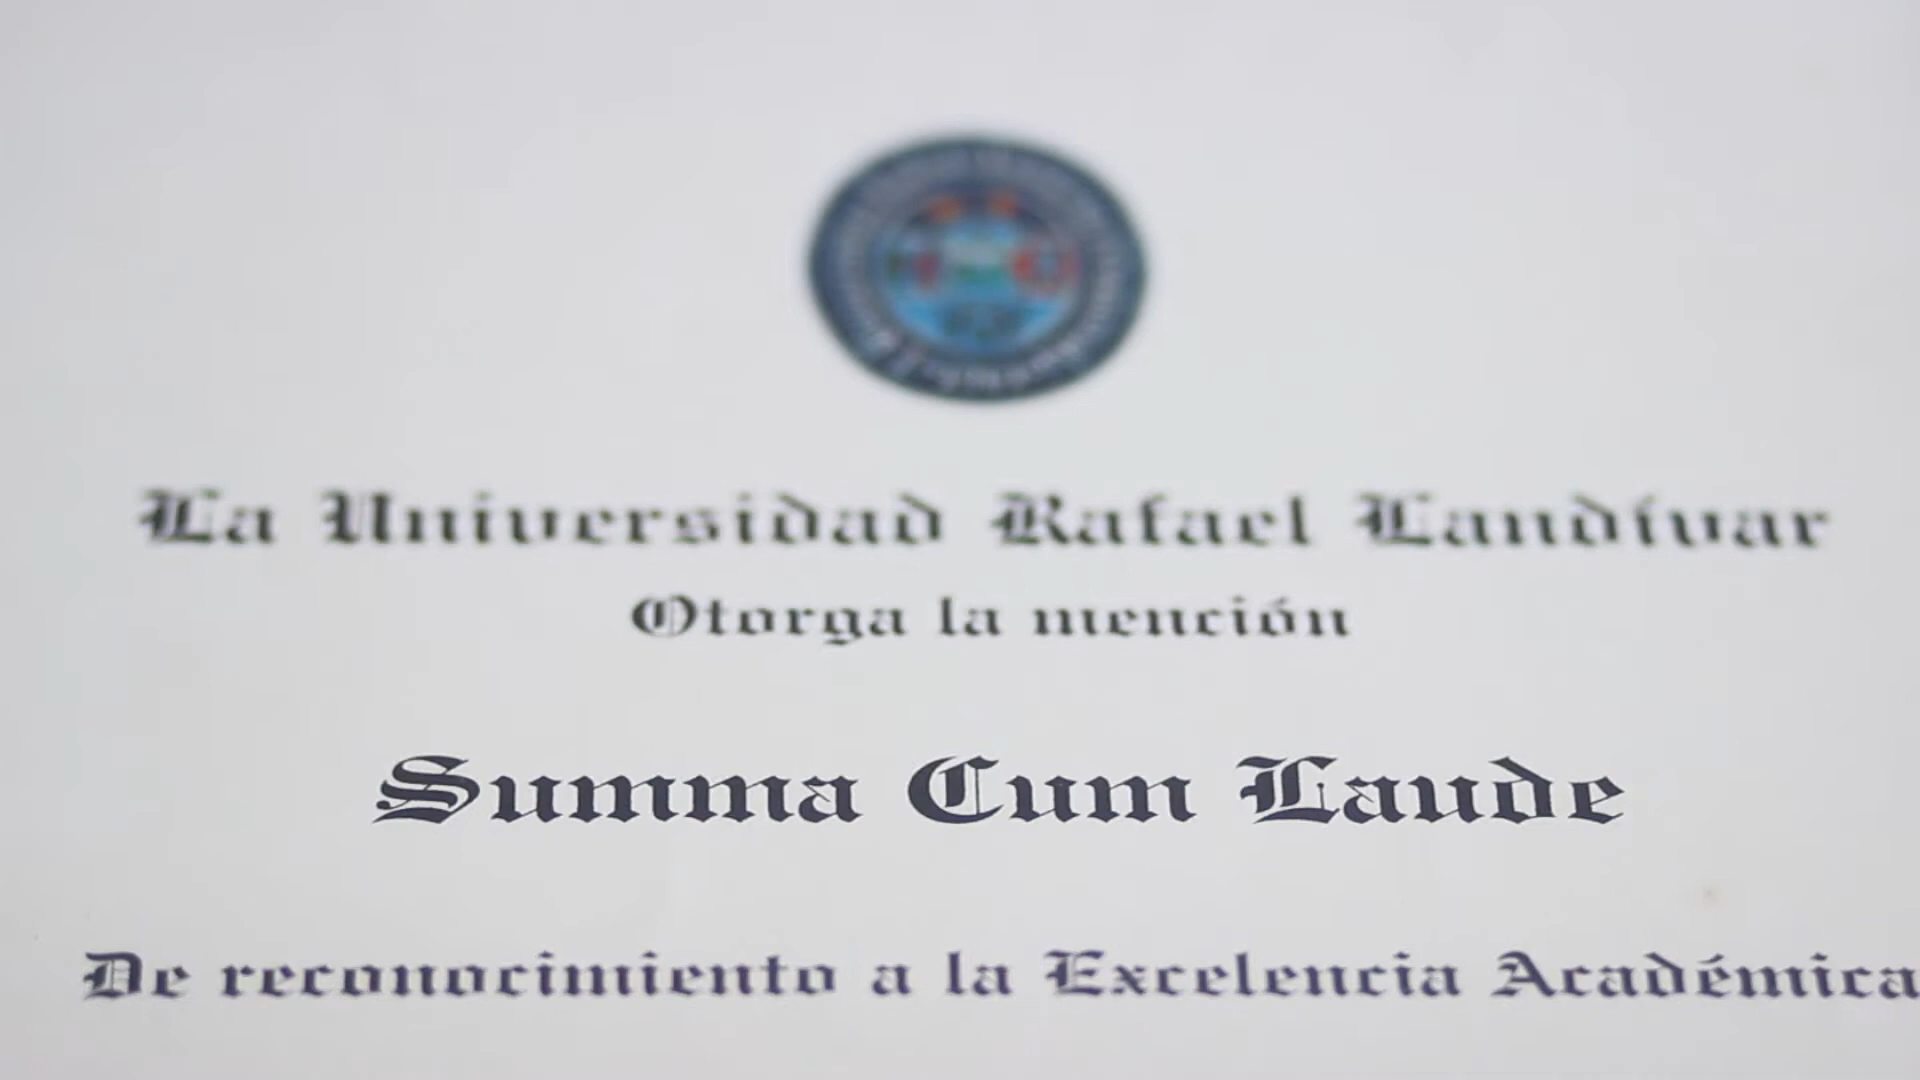 La Universidad Rafael Landívar
Otorga la mención
Summa Cum Laude
De reconocimiento a la Excelencia Académica